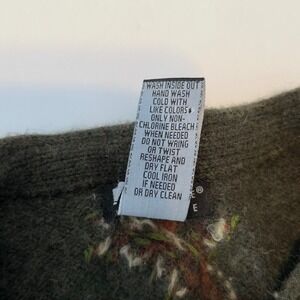 WASH INSIDE OUT
HAND WASH
COLD WITH
LIKE COLORS
ONLY NON-
CHLORINE BLEACH
WHEN NEEDED
DO NOT WRING
OR TWIST
RESHAPE AND
DRY FLAT
COOL IRON
IF NEEDED
OR DRY CLEAN
®
E